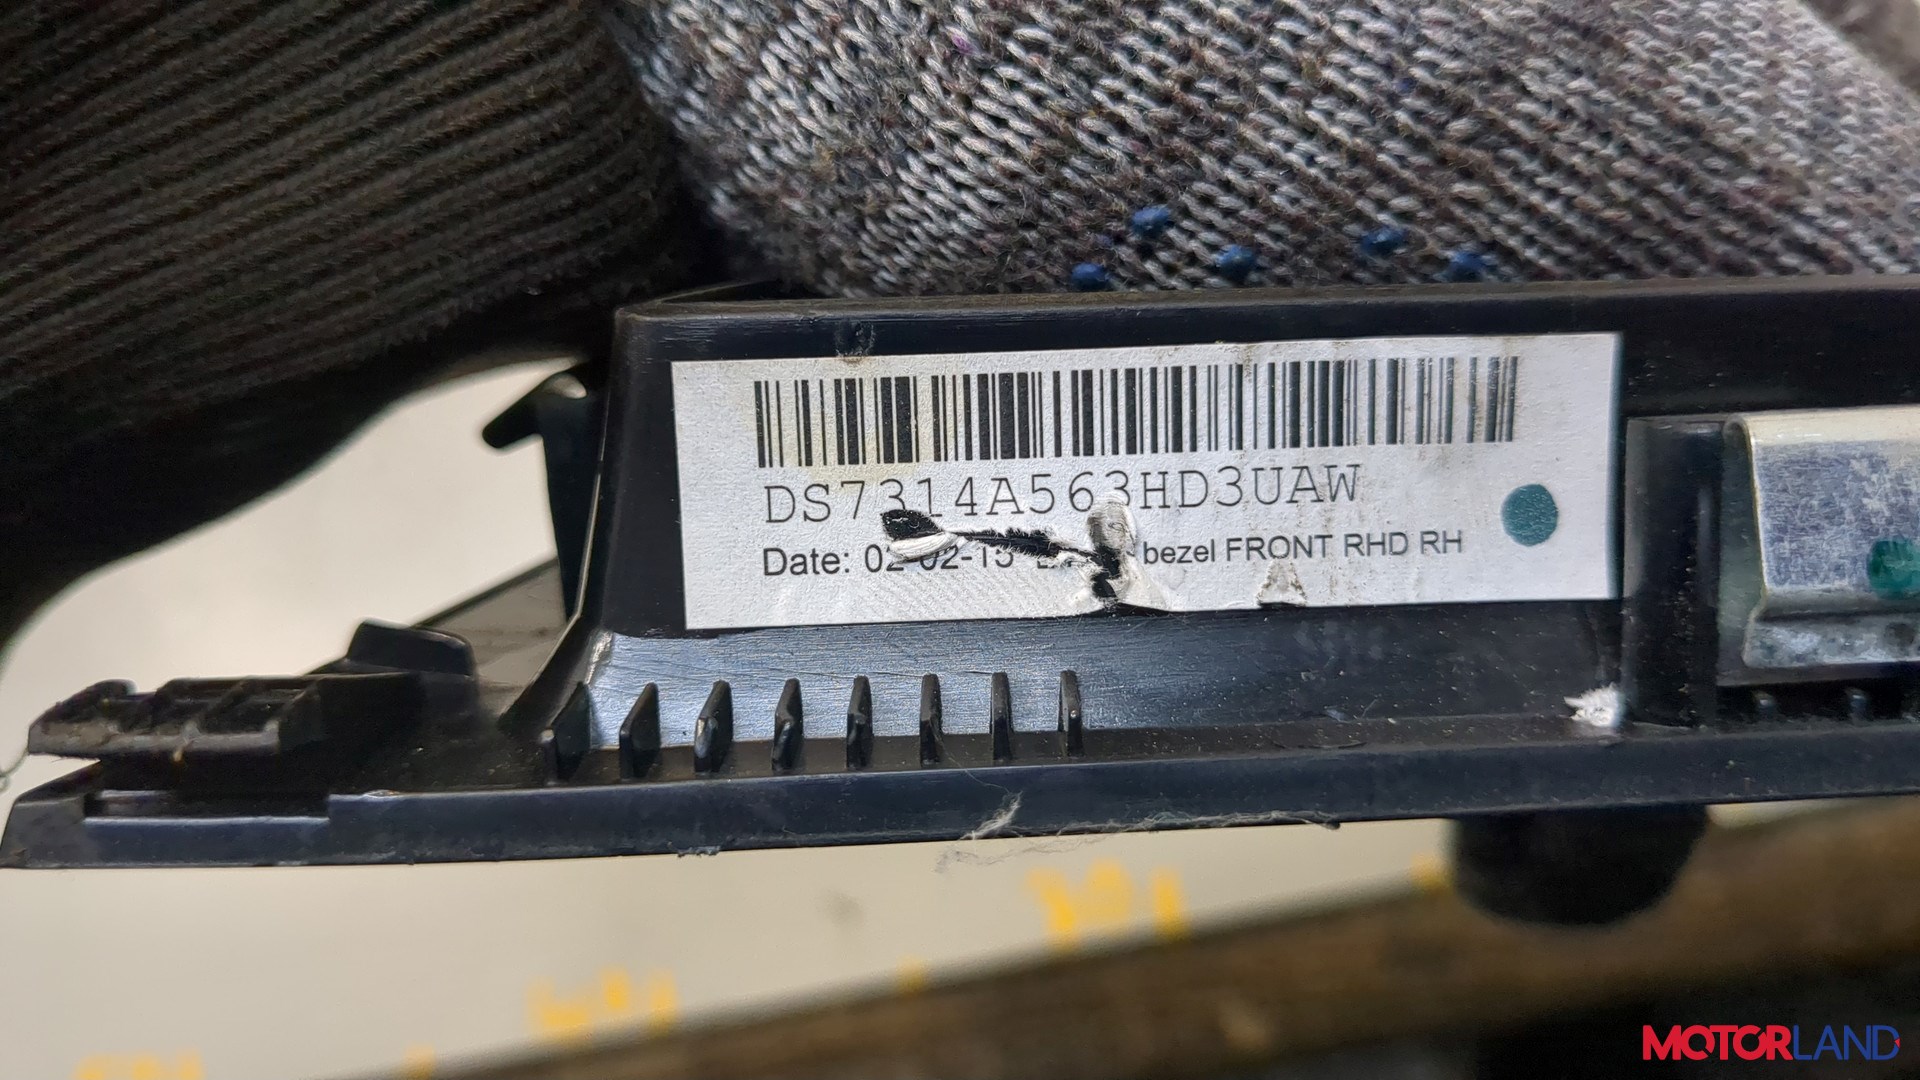 DS7314A563HD3UAW
Date: 02-02-15 bezel FRONT RHD RH
MOTORLAND